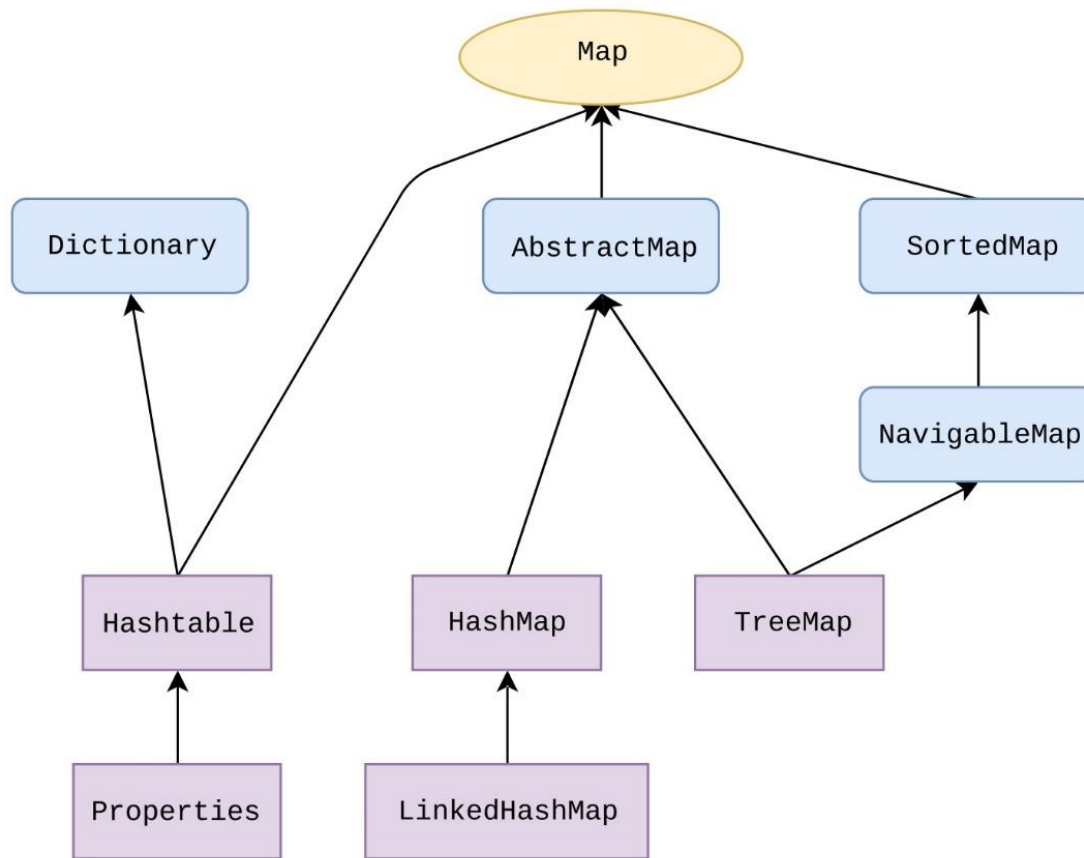 Map
Dictionary
AbstractMap
SortedMap
NavigableMap
Hashtable
HashMap
TreeMap
Properties
LinkedHashMap